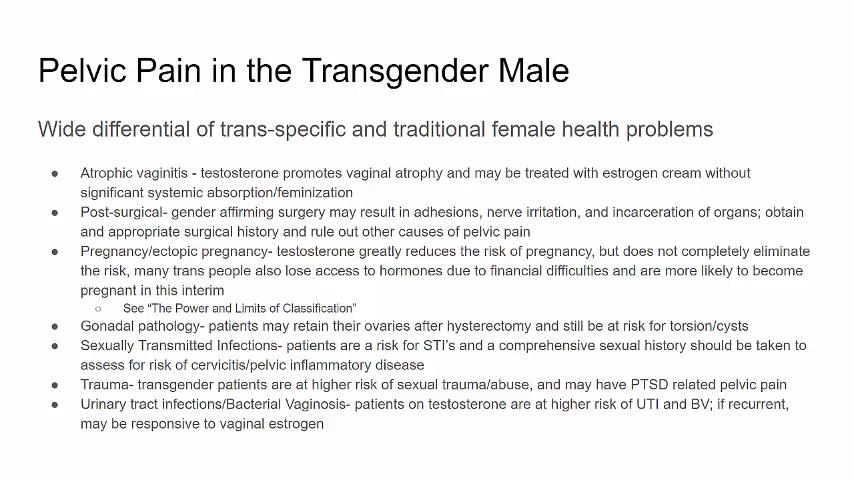 Pelvic Pain in the Transgender Male
Wide differential of trans-specific and traditional female health problems
● Atrophic vaginitis - testosterone promotes vaginal atrophy and may be treated with estrogen cream without
significant systemic absorption/feminization
● Post-surgical- gender affirming surgery may result in adhesions, nerve irritation, and incarceration of organs; obtain
and appropriate surgical history and rule out other causes of pelvic pain
● Pregnancy/ectopic pregnancy- testosterone greatly reduces the risk of pregnancy, but does not completely eliminate
the risk, many trans people also lose access to hormones due to financial difficulties and are more likely to become
pregnant in this interim
○ See “The Power and Limits of Classification”
● Gonadal pathology- patients may retain their ovaries after hysterectomy and still be at risk for torsion/cysts
● Sexually Transmitted Infections- patients are a risk for STI’s and a comprehensive sexual history should be taken to
assess for risk of cervicitis/pelvic inflammatory disease
● Trauma- transgender patients are at higher risk of sexual trauma/abuse, and may have PTSD related pelvic pain
● Urinary tract infections/Bacterial Vaginosis- patients on testosterone are at higher risk of UTI and BV; if recurrent,
may be responsive to vaginal estrogen